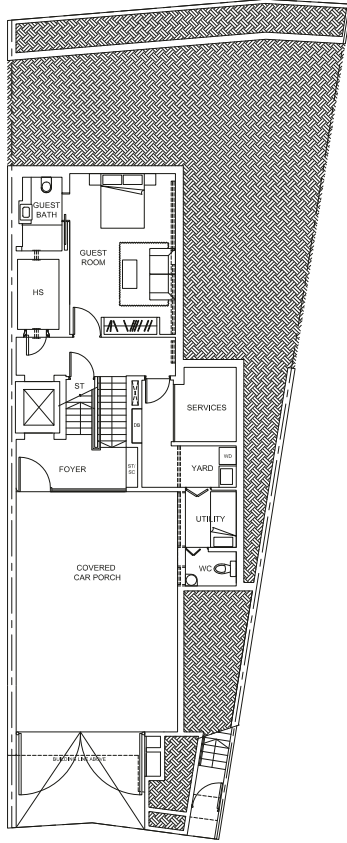 GUEST
BATH
GUEST
ROOM
HS
ST
SERVICES
DB
FOYER
ST/
SC
YARD
WD
UTILITY
WC
COVERED
CAR PORCH
BUILDING LINE ABOVE